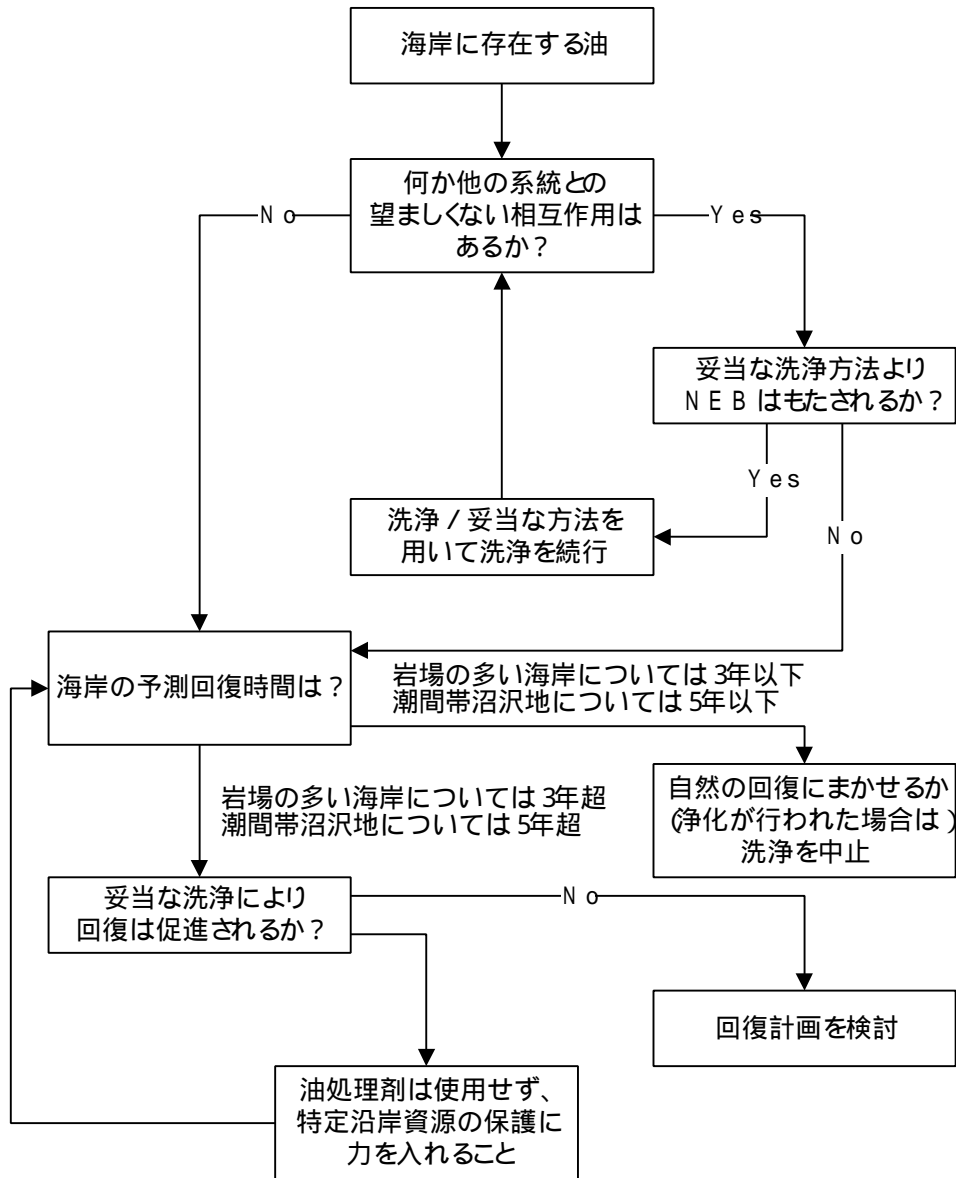 海岸に存在する油
何か他の系統との
望ましくない相互作用は
あるか？
No
Yes
妥当な洗浄方法より
NEBはもたされるか？
Yes
No
洗浄／妥当な方法を
用いて洗浄を続行
海岸の予測回復時間は？
岩場の多い海岸については3年以下
潮間帯沼沢地については5年以下
自然の回復にまかせるか
(浄化が行われた場合は)
洗浄を中止
岩場の多い海岸については3年超
潮間帯沼沢地については5年超
妥当な洗浄により
回復は促進されるか？
No
回復計画を検討
油処理剤は使用せず、
特定沿岸資源の保護に
力を入れること